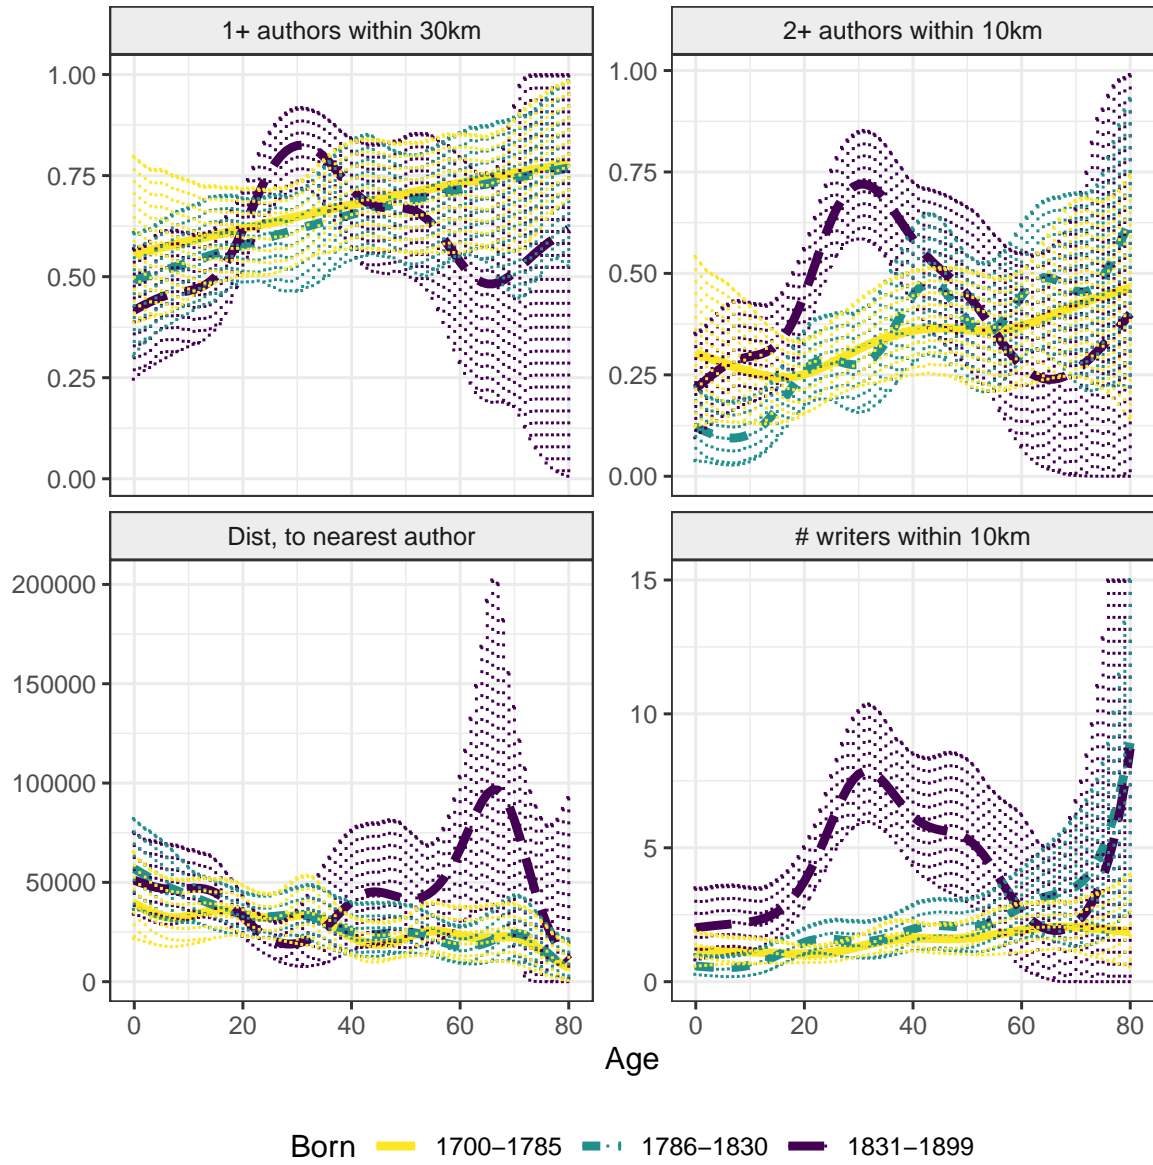 1+ authors within 30km
2+ authors within 10km
1.00
0.75
0.50
0.25
0.00
1.00
0.75
0.50
0.25
0.00
Dist, to nearest author
# writers within 10km
200000
150000
100000
50000
0
15
10
5
0
0 20 40 60 80
0 20 40 60 80
Age
Born 1700−1785 1786−1830 1831−1899